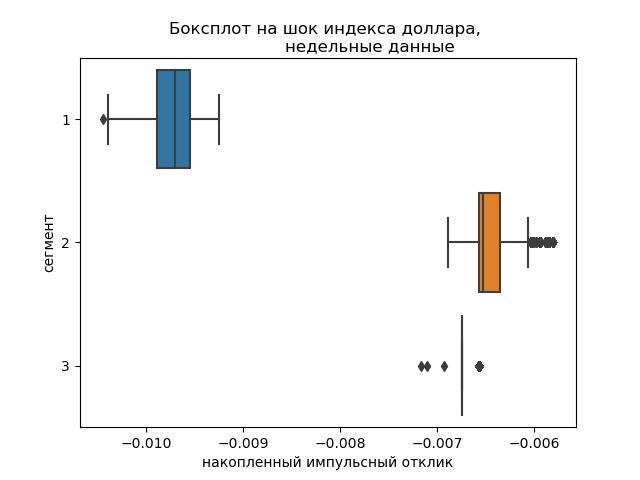 Боксплот на шок индекса доллара,
недельные данные
1
2
3
сегмент
−0.010
−0.009
−0.008
−0.007
−0.006
накопленный импульсный отклик